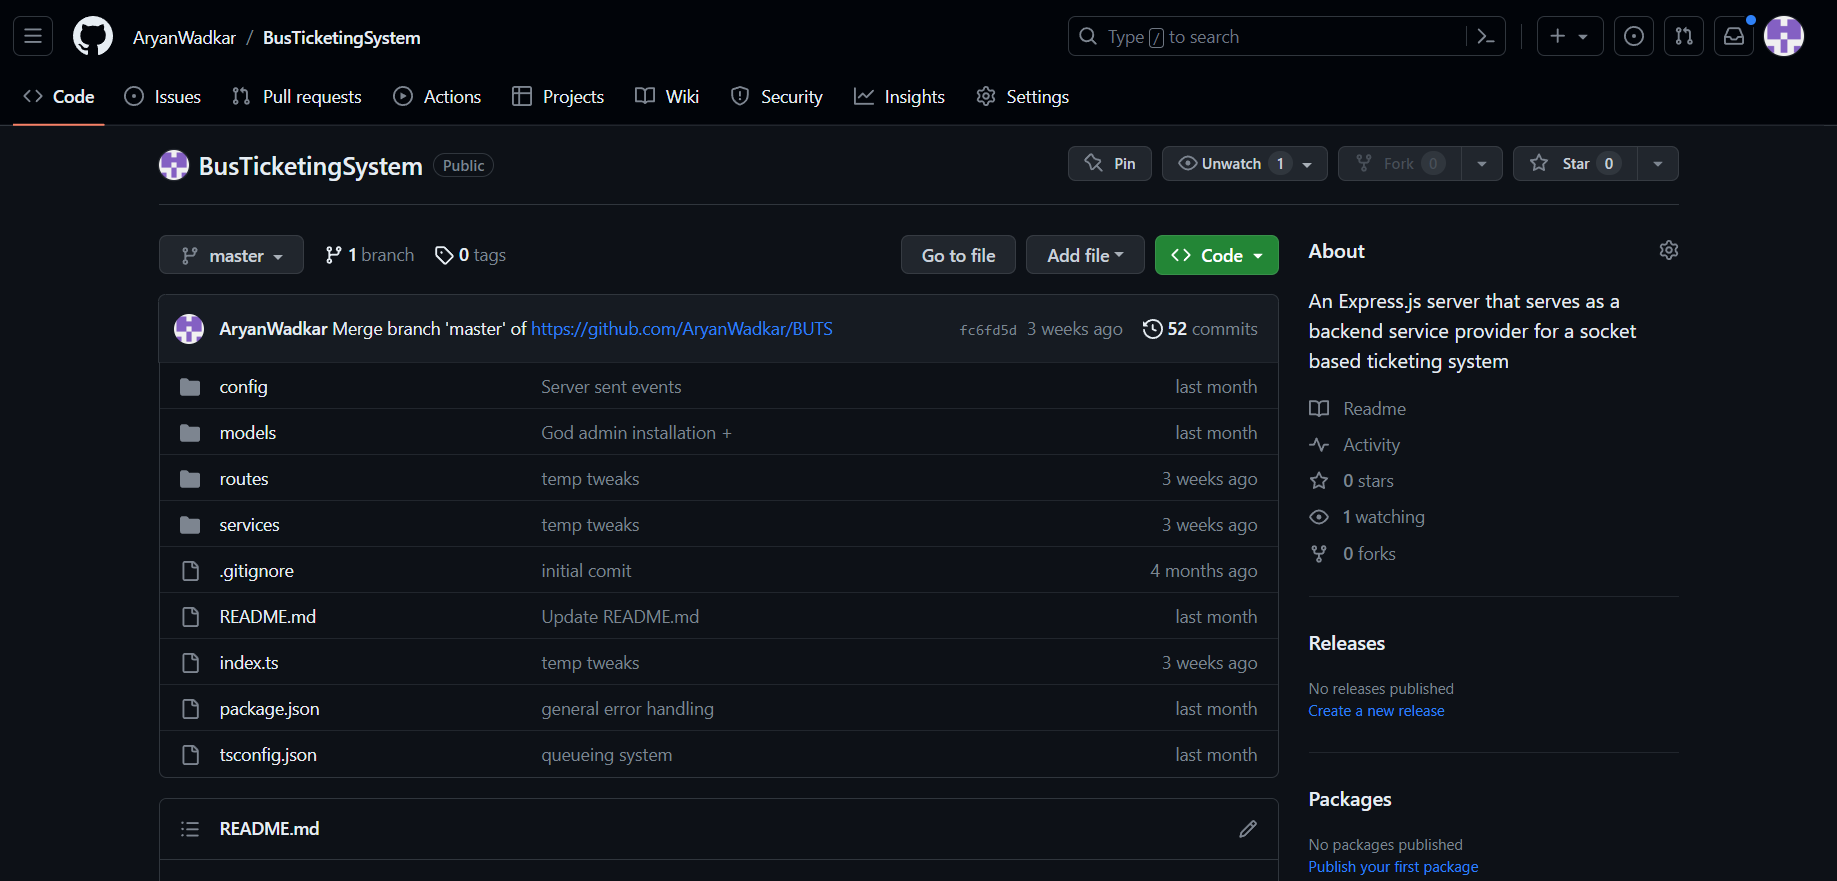 AryanWadkar / BusTicketingSystem
Type / to search
Code Issues Pull requests Actions Projects Wiki Security Insights Settings
BusTicketingSystem Public
Pin Unwatch 1 Fork 0 Star 0
master 1 branch 0 tags
Go to file Add file Code
AryanWadkar Merge branch 'master' of https://github.com/AryanWadkar/BUTS fc6fd5d 3 weeks ago 52 commits
config Server sent events last month
models God admin installation + last month
routes temp tweaks 3 weeks ago
services temp tweaks 3 weeks ago
.gitignore initial comit 4 months ago
README.md Update README.md last month
index.ts temp tweaks 3 weeks ago
package.json general error handling last month
tsconfig.json queueing system last month
README.md
About
An Express.js server that serves as a
backend service provider for a socket
based ticketing system
Readme
Activity
0 stars
1 watching
0 forks
Releases
No releases published
Create a new release
Packages
No packages published
Publish your first package